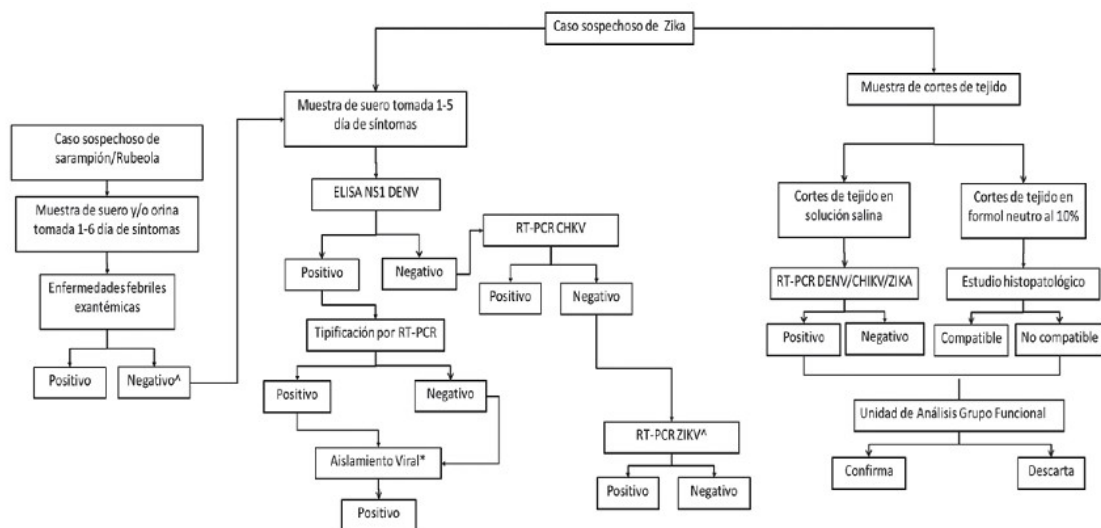 Caso sospechoso de Zika
Muestra de suero tomada 1-5
día de síntomas
Muestra de cortes de tejido
Caso sospechoso de
sarampión/Rubeola
ELISA NS1 DENV
Cortes de tejido en
solución salina
Cortes de tejido en
formol neutro al 10%
Muestra de suero y/o orina
tomada 1-6 día de síntomas
RT-PCR CHKV
Positivo
Negativo
Enfermedades febriles
exantémicas
Positivo
Negativo
RT-PCR DENV/CHIKV/ZIKA
Estudio histopatológico
Tipificación por RT-PCR
Positivo
Negativo
Compatible
No compatible
Positivo
Negativo^
Positivo
Negativo
Unidad de Análisis Grupo Funcional
RT-PCR ZIKV^
Aislamiento Viral*
Confirma
Descarta
Positivo
Negativo
Positivo